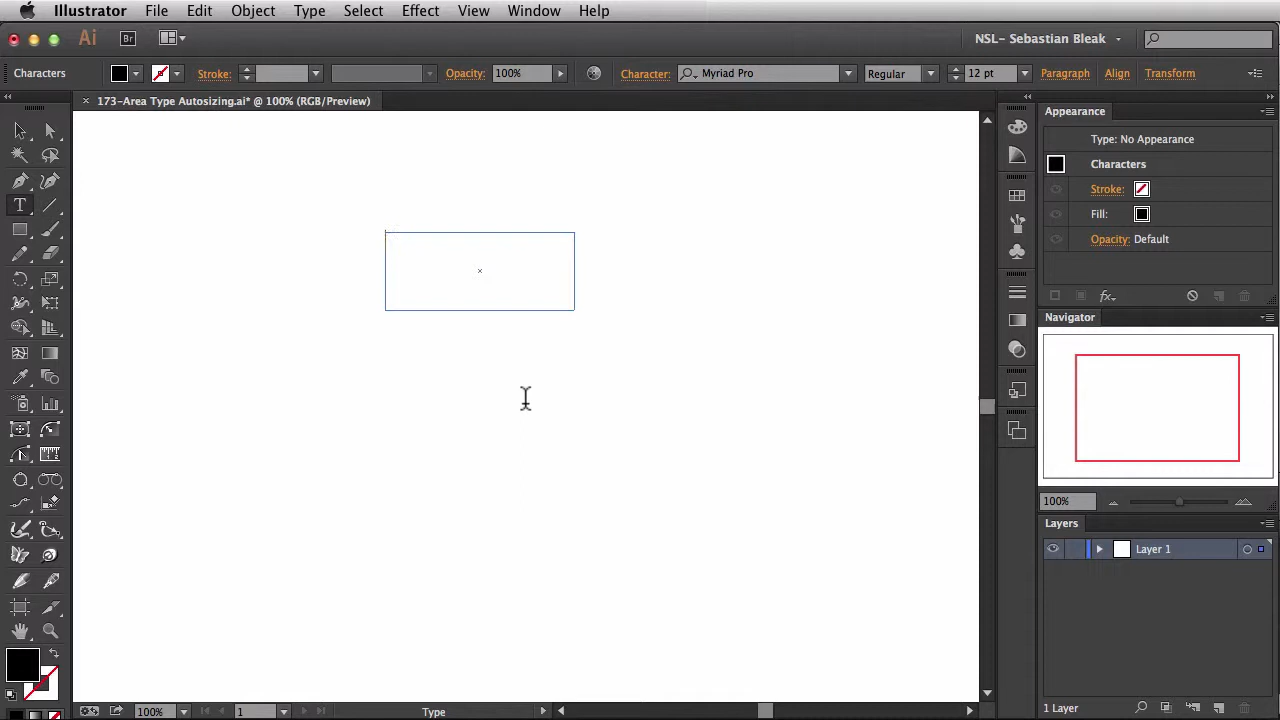 Illustrator File Edit Object Type Select Effect View Window Help
Ai Br NSL- Sebastian Bleak
Characters Stroke: Opacity: 100% Character: Myriad Pro Regular 12 pt Paragraph Align Transform
× 173-Area Type Autosizing.ai* @ 100% (RGB/Preview)
Appearance
Type: No Appearance
Characters
Stroke:
Fill:
Opacity: Default
fx
Navigator
100%
Layers
Layer 1
1 Layer
T
100% 1 Type